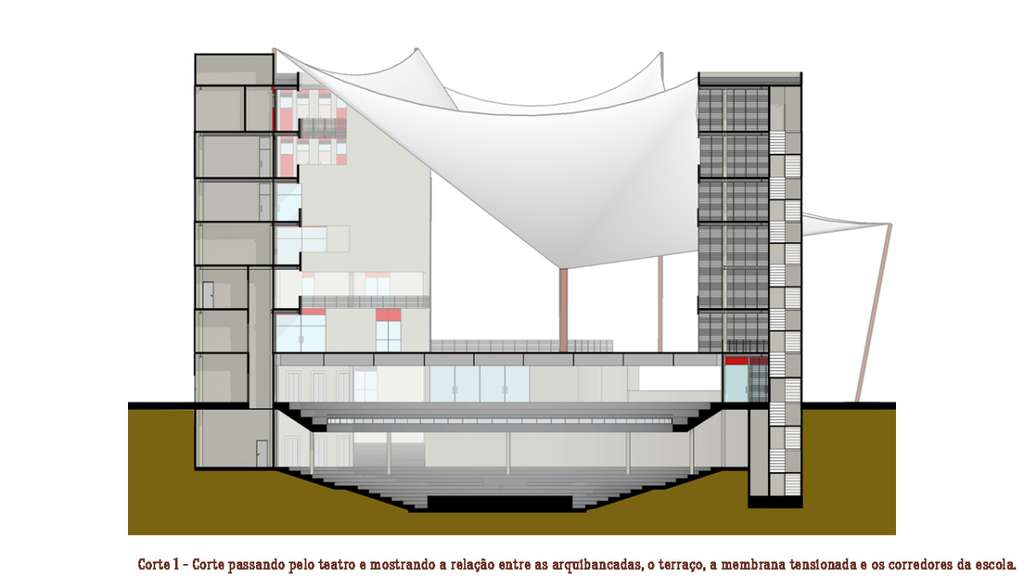 Corte 1 - Corte passando pelo teatro e mostrando a relação entre as arquibancadas, o terraço, a membrana tensionada e os corredores da escola.